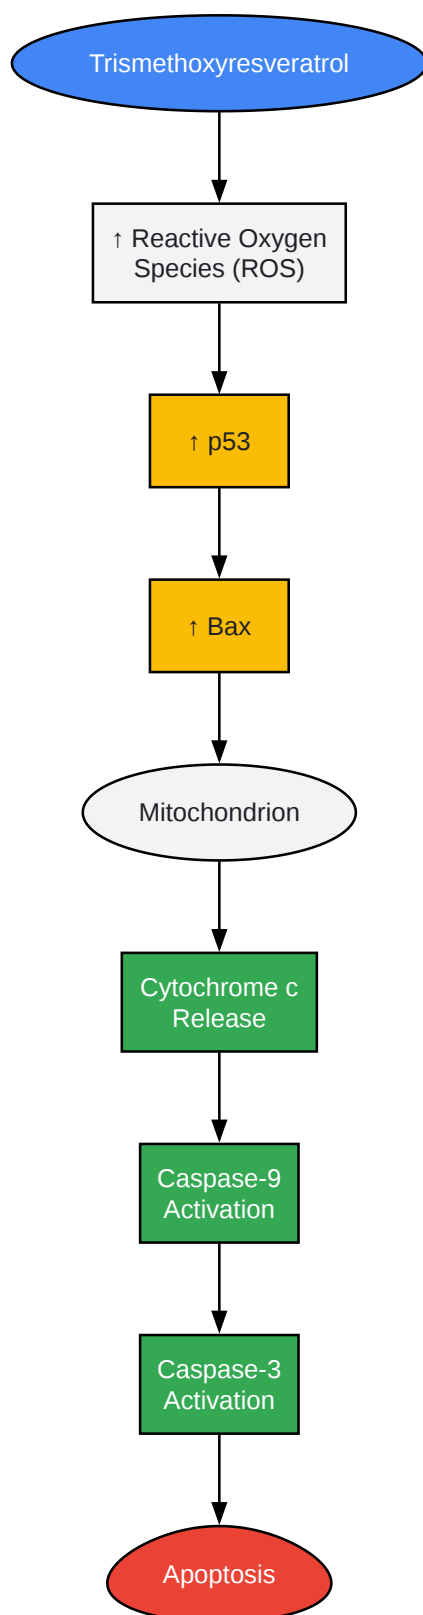 Trismethoxyresveratrol
↑ Reactive Oxygen
Species (ROS)
↑ p53
↑ Bax
Mitochondrion
Cytochrome c
Release
Caspase-9
Activation
Caspase-3
Activation
Apoptosis